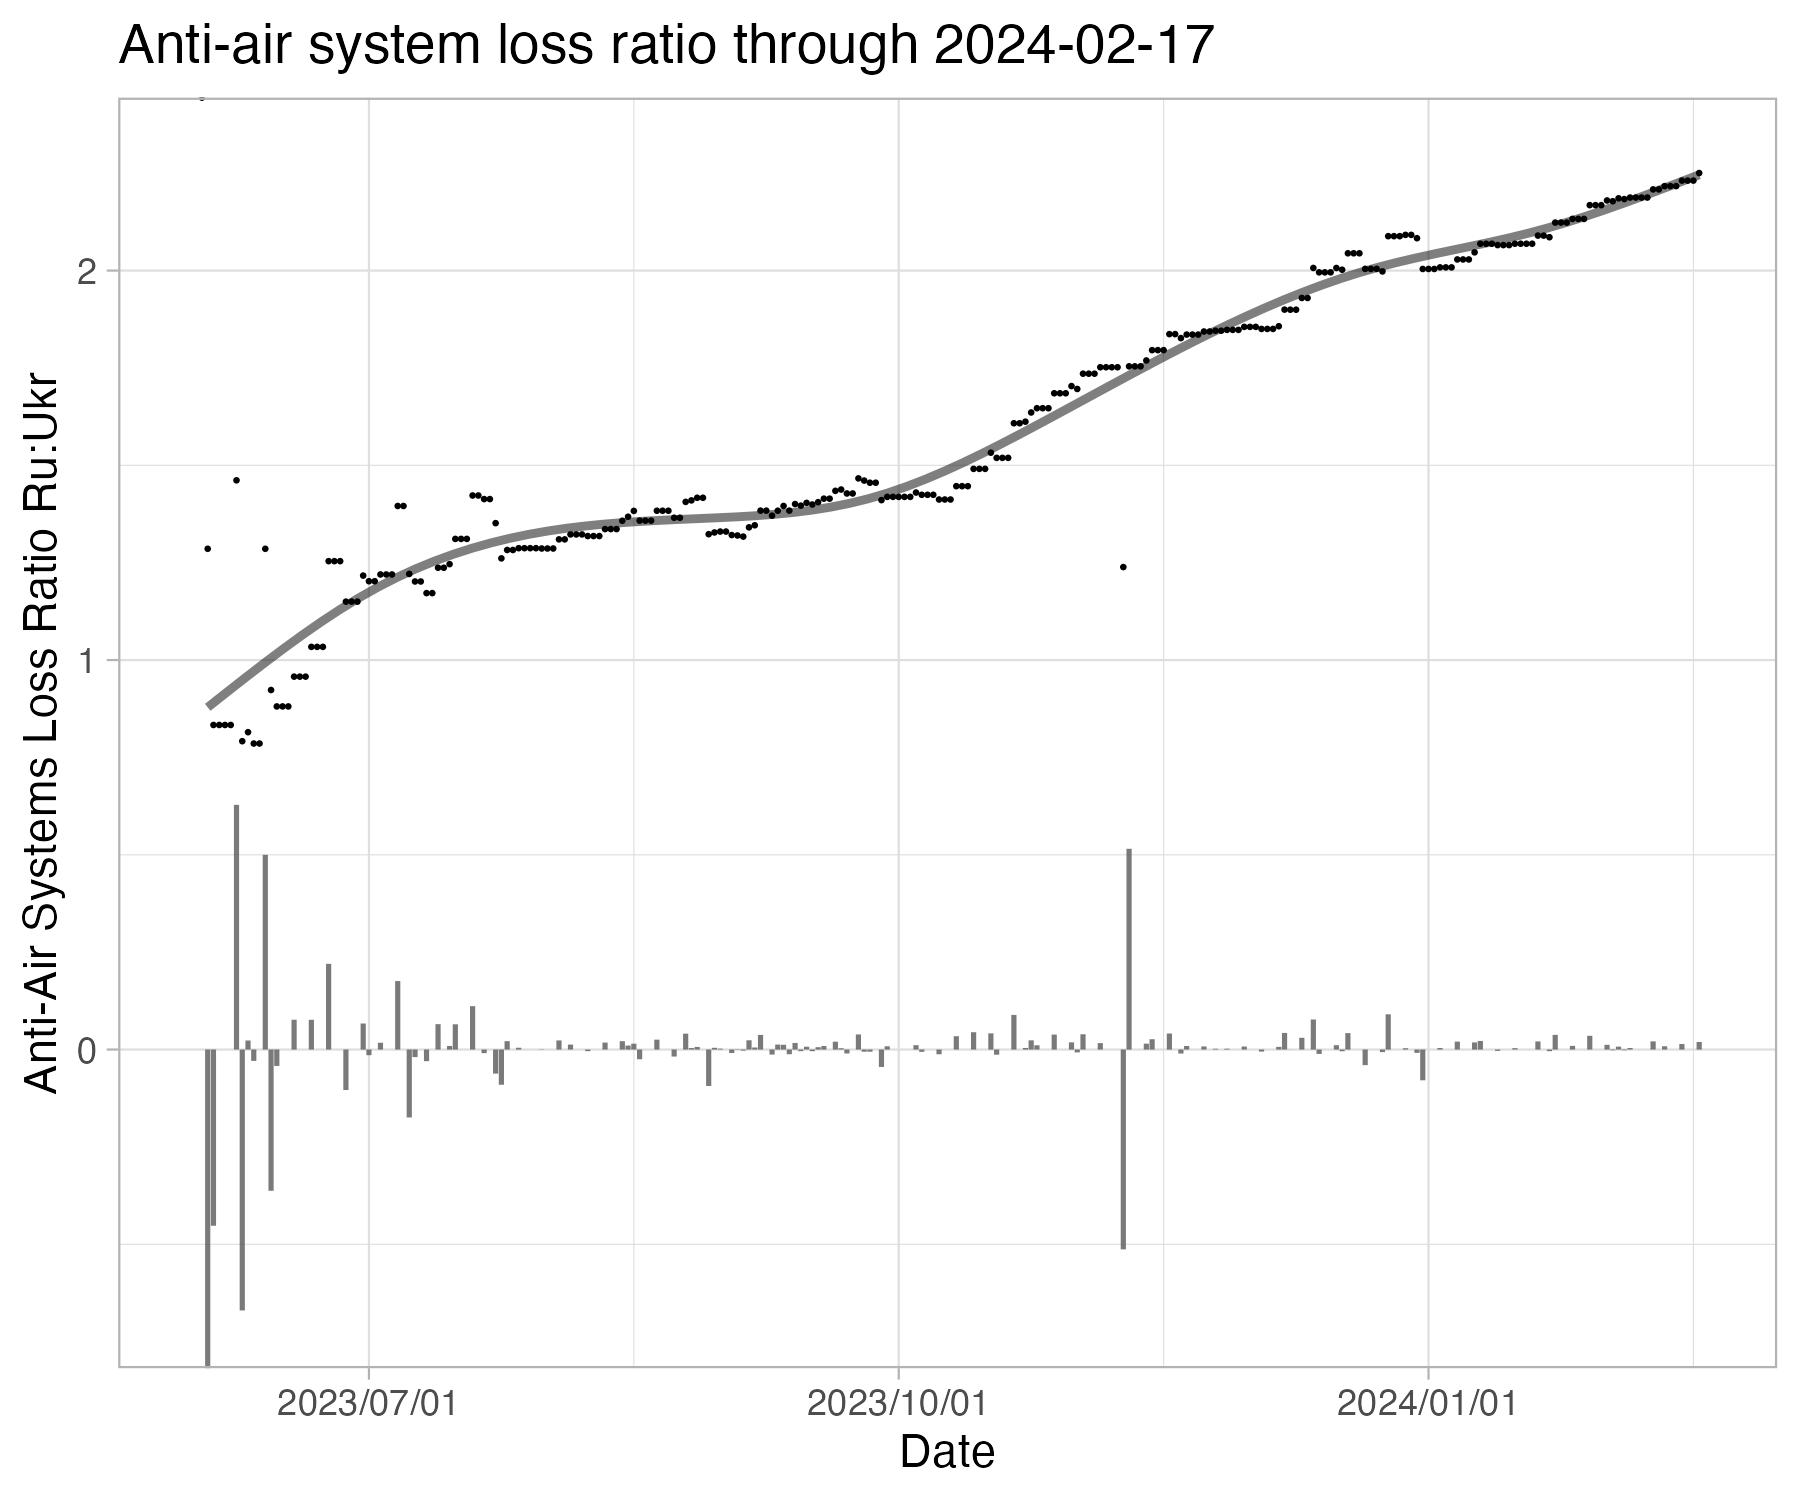 Anti-air system loss ratio through 2024-02-17
Anti-Air Systems Loss Ratio Ru:Ukr
2
1
0
2023/07/01
2023/10/01
2024/01/01
Date